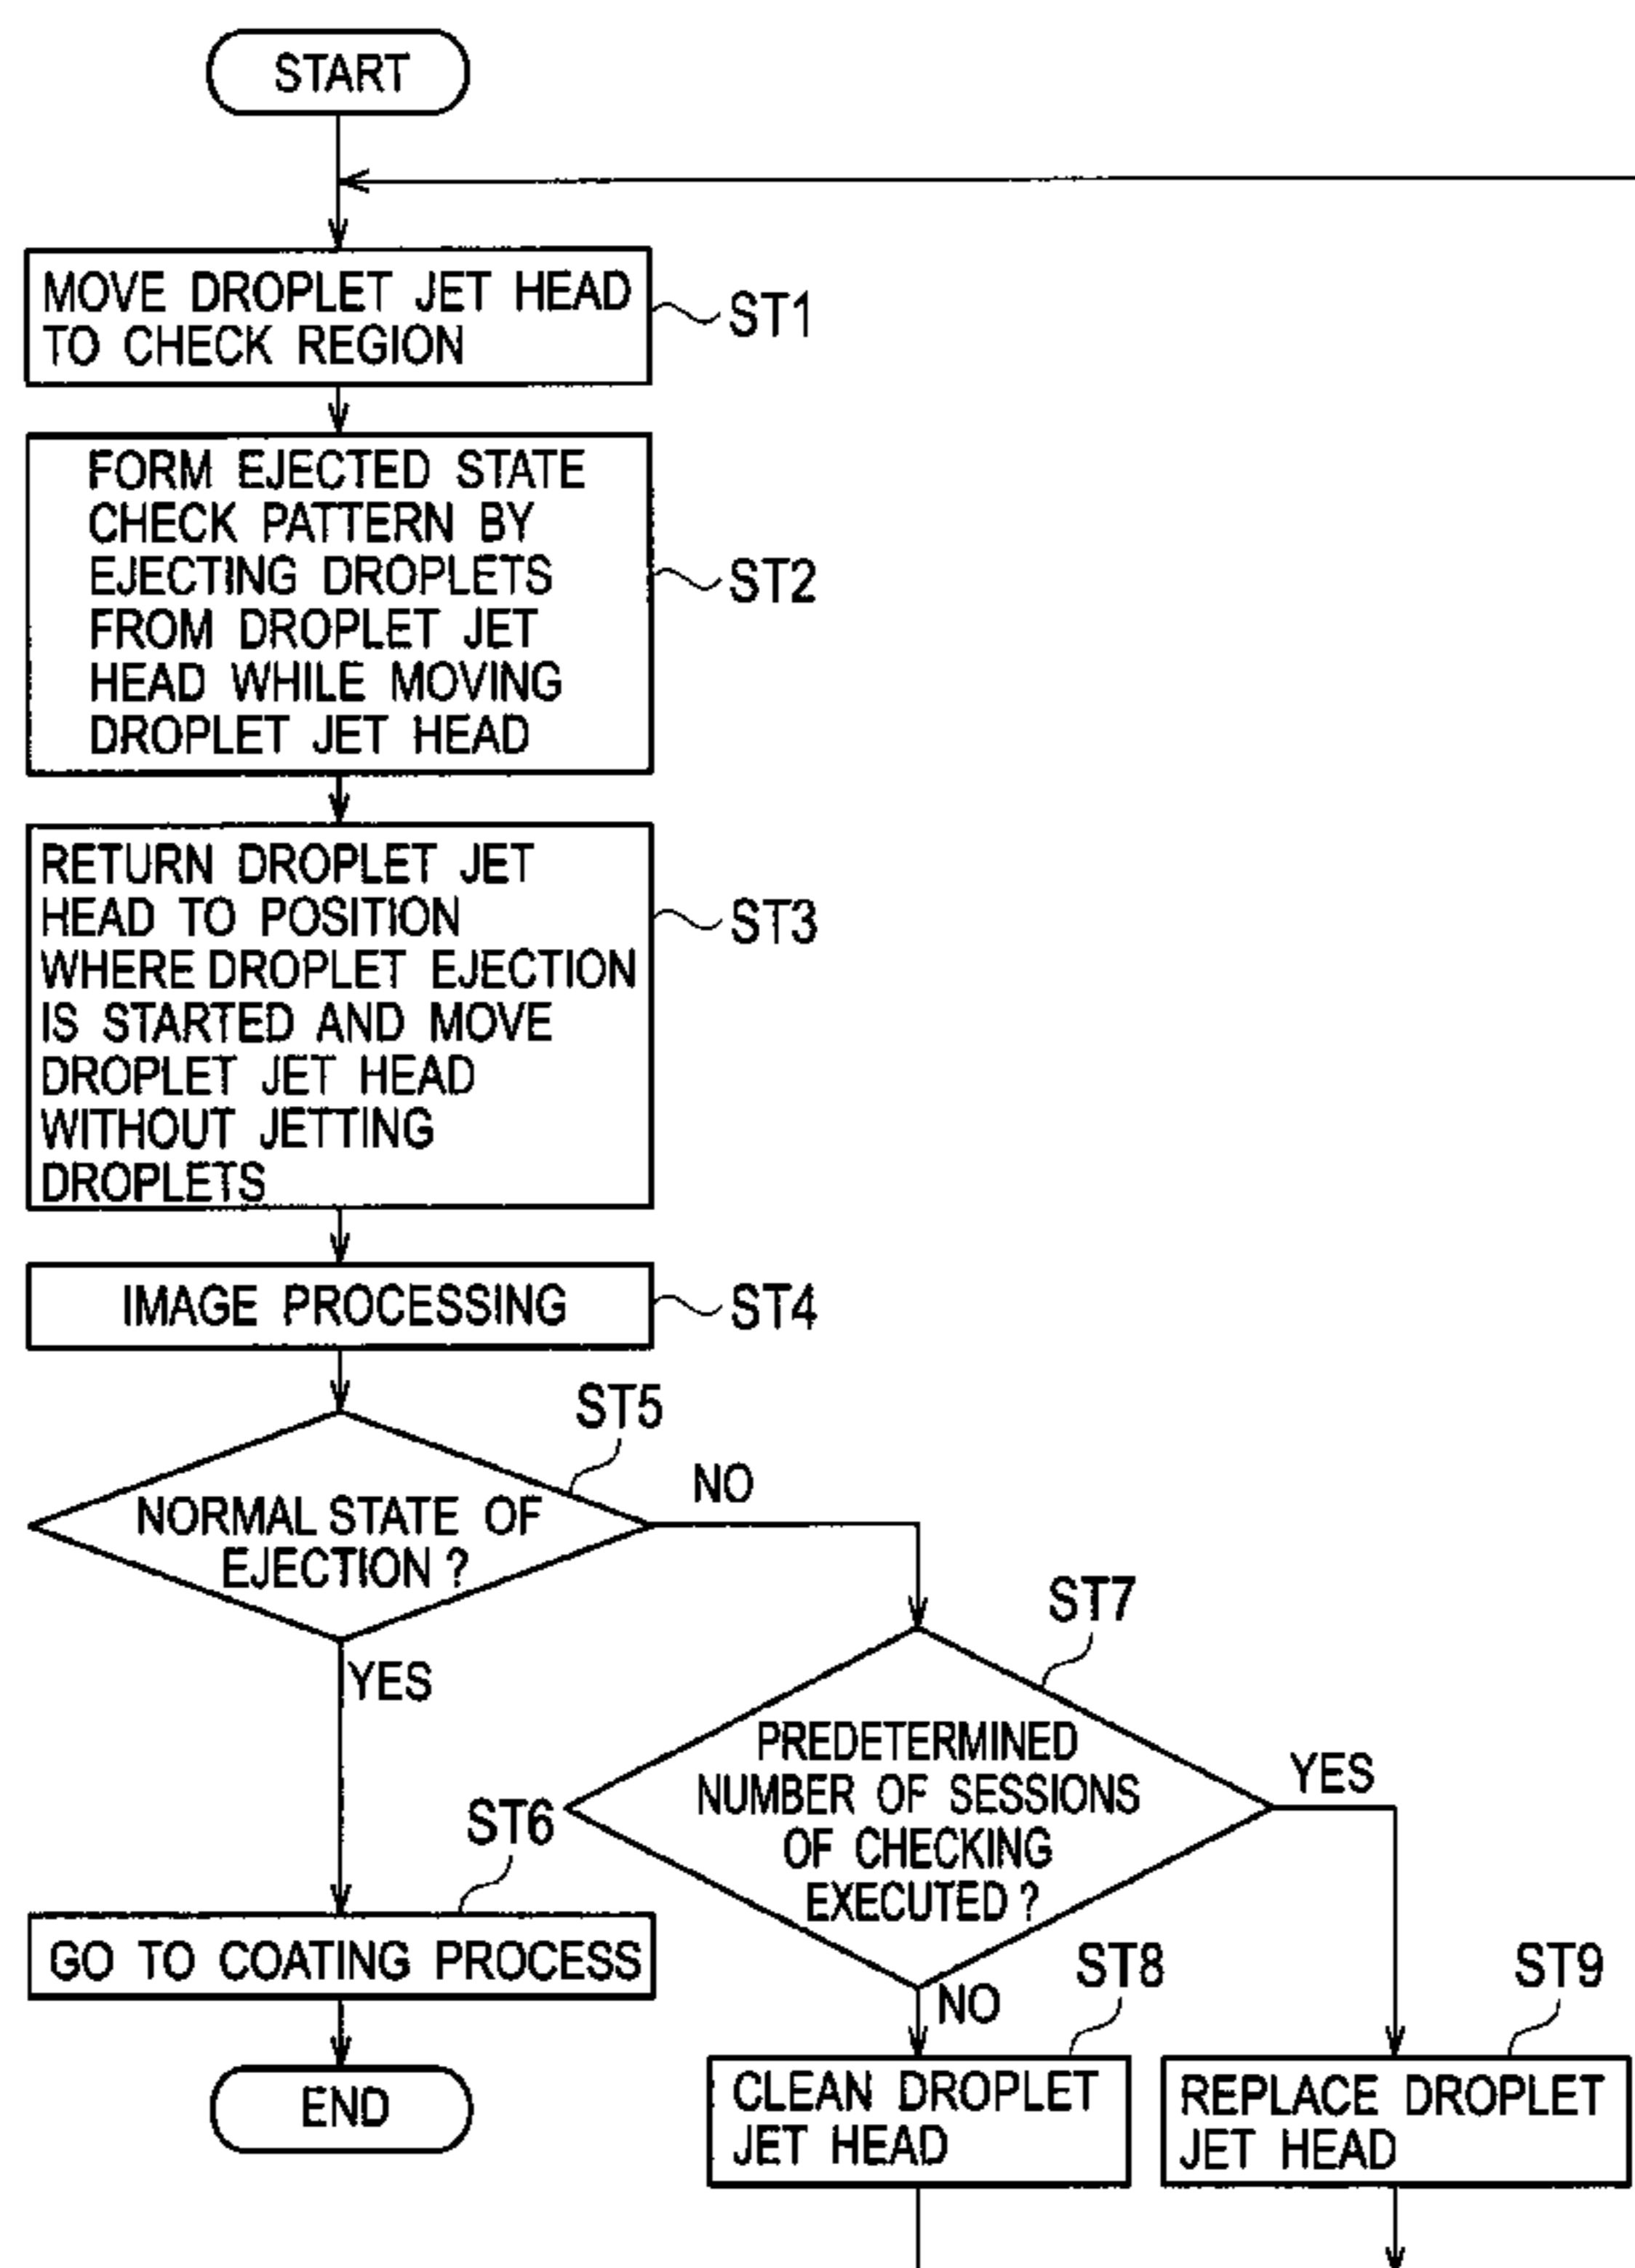 START
MOVE DROPLET JET HEAD
TO CHECK REGION
ST1
FORM EJECTED STATE
CHECK PATTERN BY
EJECTING DROPLETS
FROM DROPLET JET
HEAD WHILE MOVING
DROPLET JET HEAD
ST2
RETURN DROPLET JET
HEAD TO POSITION
WHERE DROPLET EJECTION
IS STARTED AND MOVE
DROPLET JET HEAD
WITHOUT JETTING
DROPLETS
ST3
IMAGE PROCESSING
ST4
ST5
NORMAL STATE OF
EJECTION ?
NO
YES
ST7
PREDETERMINED
NUMBER OF SESSIONS
OF CHECKING
EXECUTED ?
YES
NO
ST6
GO TO COATING PROCESS
END
ST8
CLEAN DROPLET
JET HEAD
ST9
REPLACE DROPLET
JET HEAD